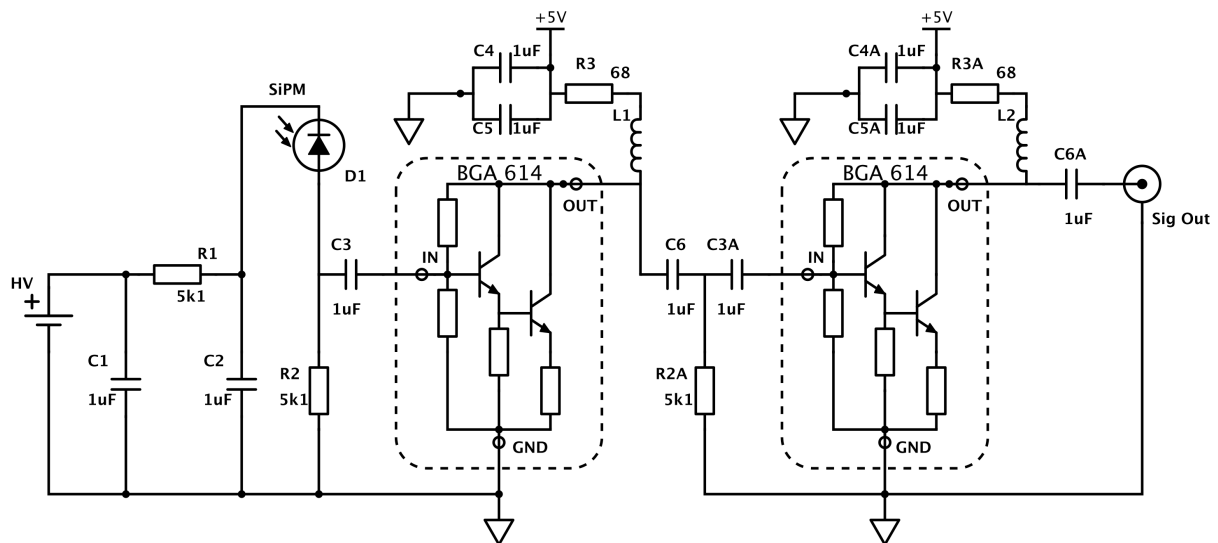 +5V
+5V
C4
1uF
R3
68
C4A
1uF
R3A
68
SiPM
C5
1uF
L1
C5A
1uF
L2
C6A
1uF
D1
BGA 614
BGA 614
OUT
OUT
Sig Out
R1
5k1
C3
1uF
IN
C6
1uF
C3A
1uF
IN
HV
+
C1
1uF
C2
1uF
R2
5k1
R2A
5k1
GND
GND